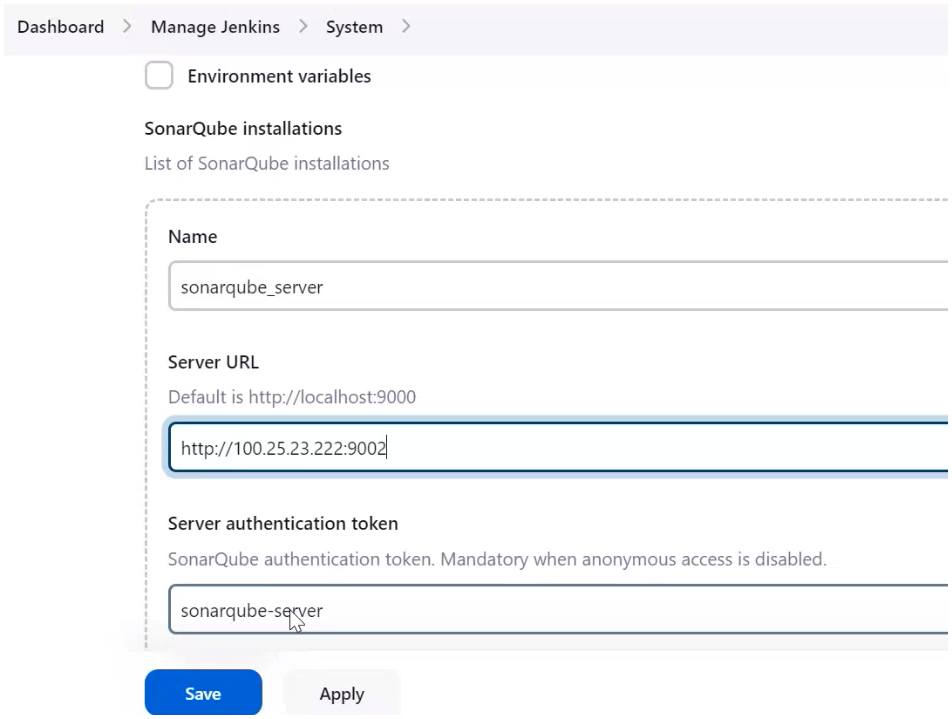 Dashboard > Manage Jenkins > System >
Environment variables
SonarQube installations
List of SonarQube installations
Name
sonarqube_server
Server URL
Default is http://localhost:9000
http://100.25.23.222:9002
Server authentication token
SonarQube authentication token. Mandatory when anonymous access is disabled.
sonarqube-server
Save Apply